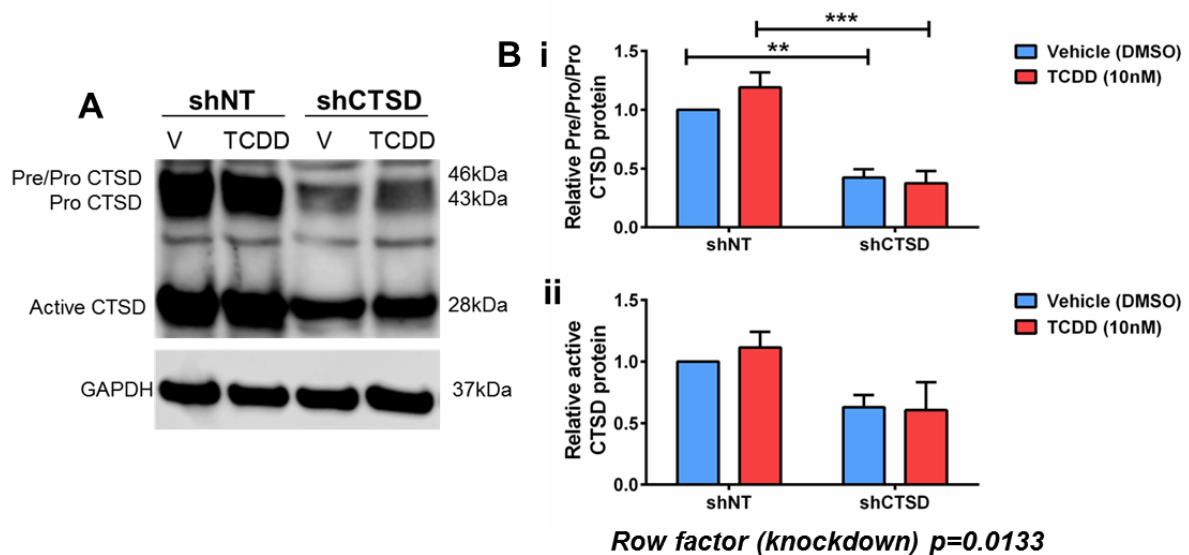 A
shNT shCTSD
V TCDD V TCDD
Pre/Pro CTSD 46kDa
Pro CTSD 43kDa
Active CTSD 28kDa
GAPDH 37kDa
B i
Relative Pre/Pro/Pro
CTSD protein
1.5
1.0
0.5
0.0
** ***
shNT shCTSD
Vehicle (DMSO)
TCDD (10nM)
ii
Relative active
CTSD protein
1.5
1.0
0.5
0.0
shNT shCTSD
Vehicle (DMSO)
TCDD (10nM)
Row factor (knockdown) p=0.0133